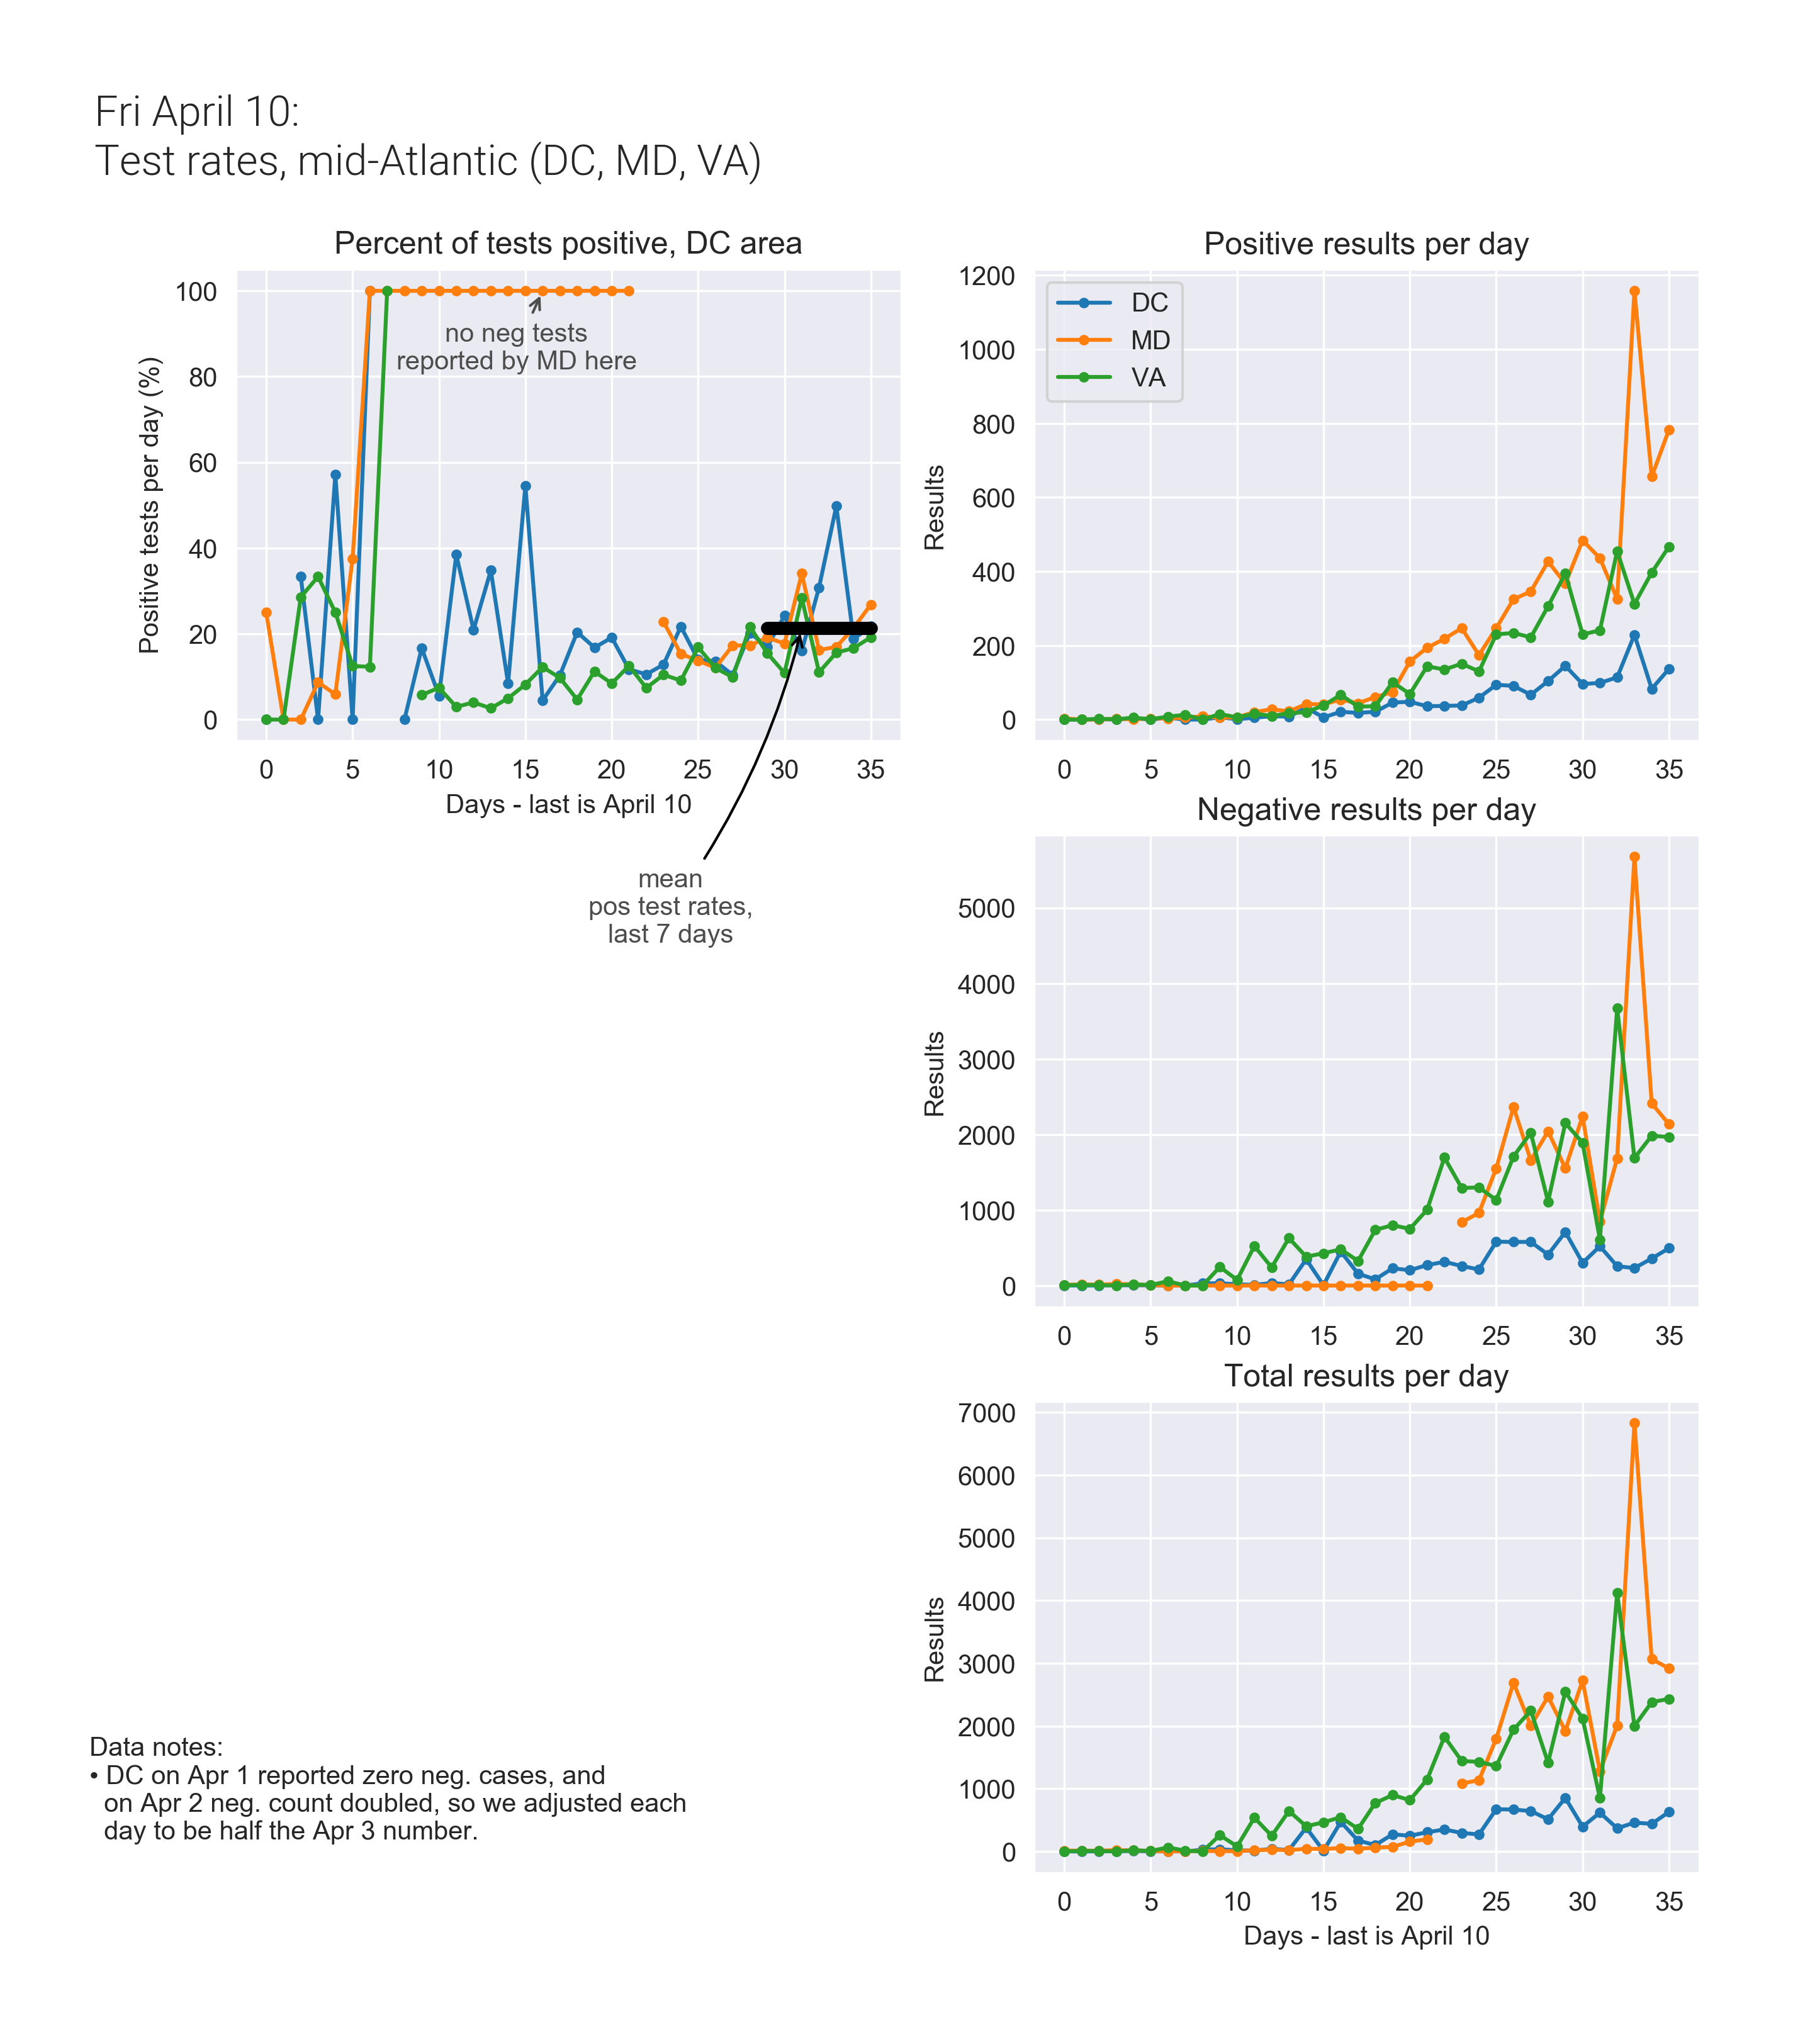 Fri April 10:
Test rates, mid-Atlantic (DC, MD, VA)
Percent of tests positive, DC area
Positive tests per day (%)
100
80
60
40
20
0
no neg tests
reported by MD here
0 5 10 15 20 25 30 35
Days - last is April 10
mean
pos test rates,
last 7 days
Positive results per day
Results
1200
1000
800
600
400
200
0
DC
MD
VA
0 5 10 15 20 25 30 35
Negative results per day
Results
5000
4000
3000
2000
1000
0
0 5 10 15 20 25 30 35
Total results per day
Results
7000
6000
5000
4000
3000
2000
1000
0
0 5 10 15 20 25 30 35
Days - last is April 10
Data notes:
• DC on Apr 1 reported zero neg. cases, and
on Apr 2 neg. count doubled, so we adjusted each
day to be half the Apr 3 number.